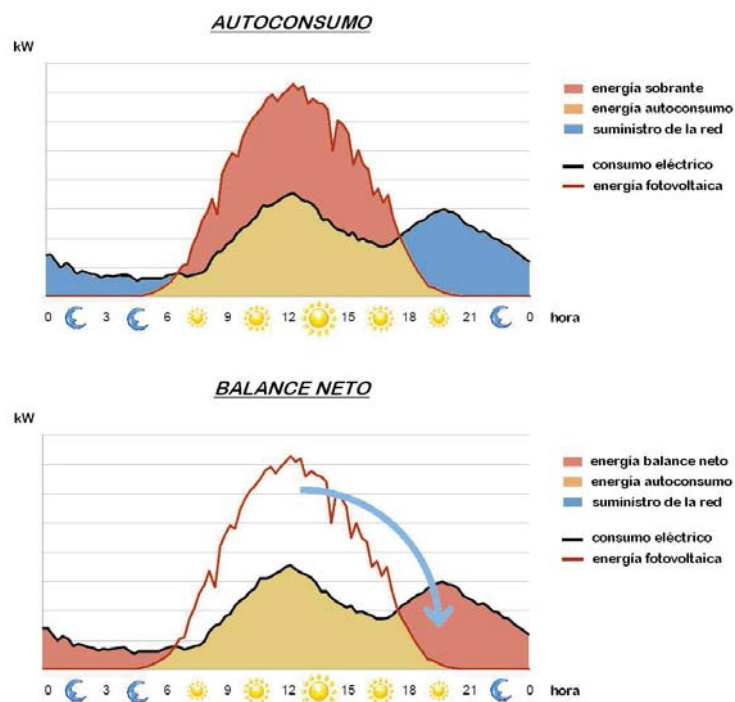 AUTOCONSUMO
kW
energía sobrante
energía autoconsumo
suministro de la red
consumo eléctrico
energía fotovoltaica
0 3 6 9 12 15 18 21 0 hora
BALANCE NETO
kW
energía balance neto
energía autoconsumo
suministro de la red
consumo eléctrico
energía fotovoltaica
0 3 6 9 12 15 18 21 0 hora